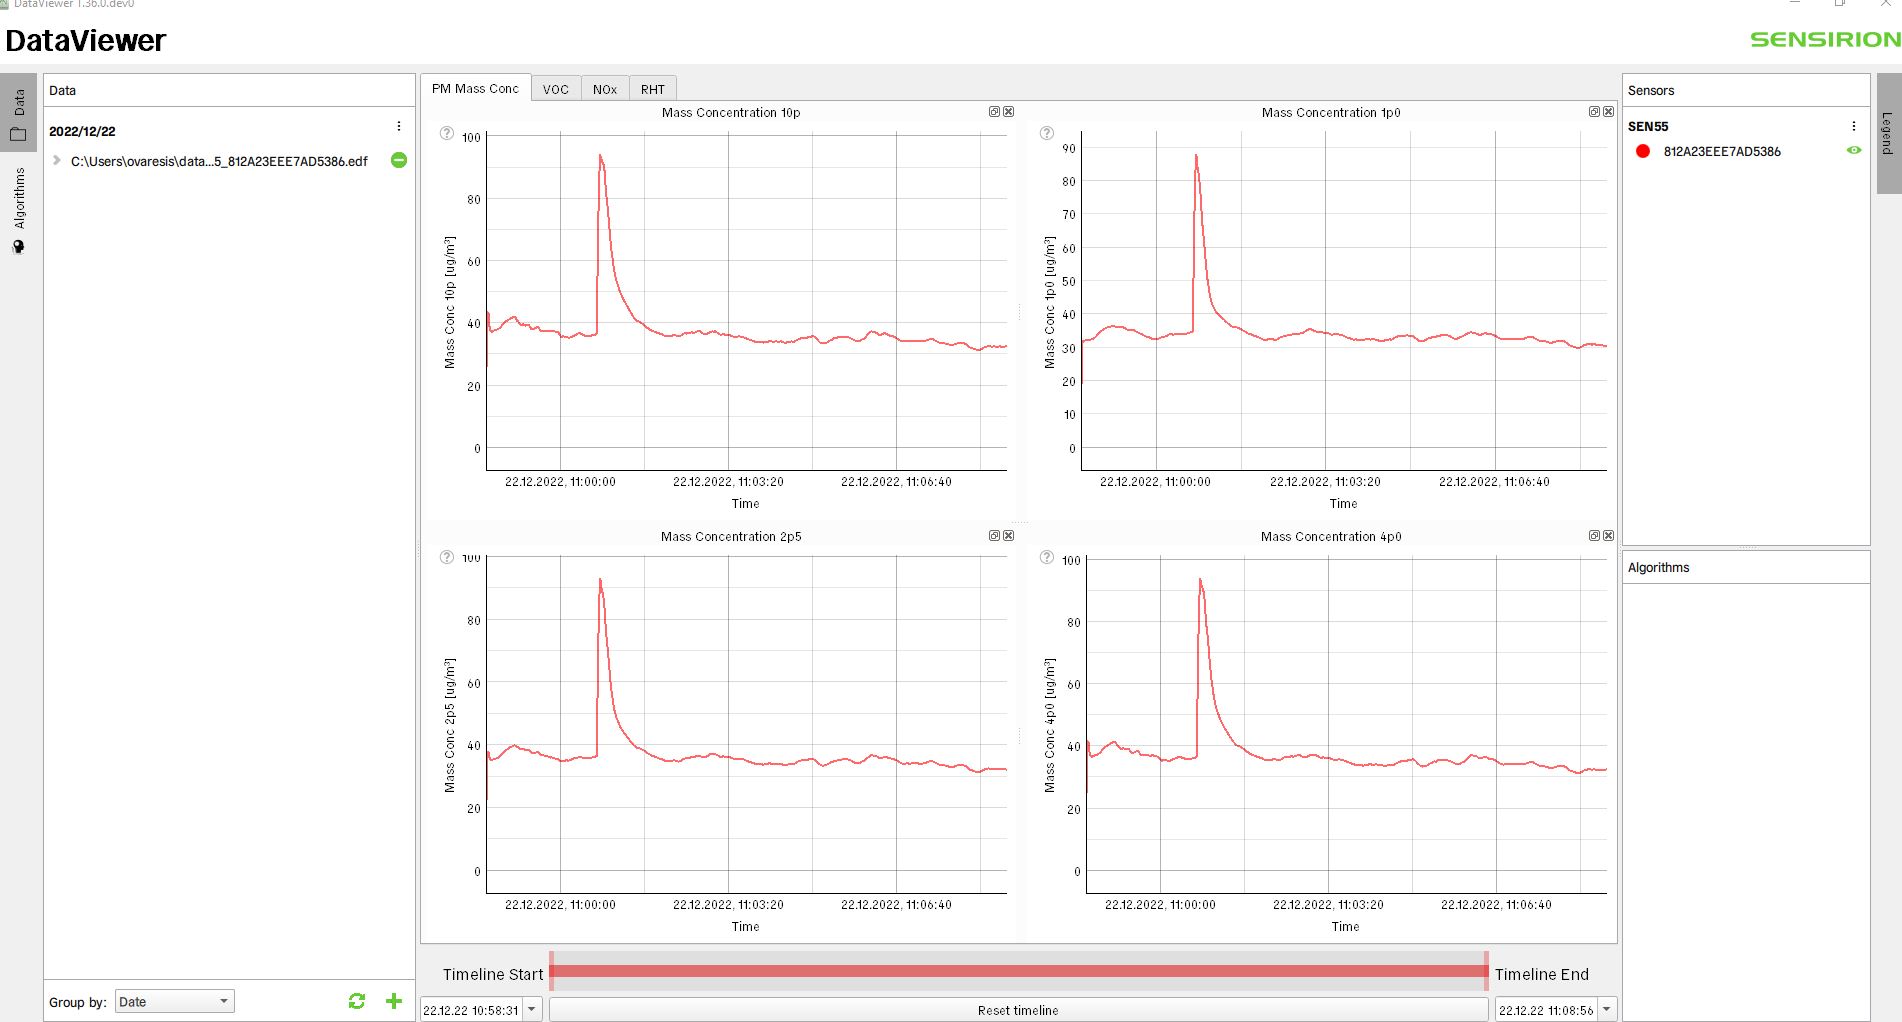 DataViewer 1.36.0.dev0
DataViewer
SENSIRION
Data
Algorithms
Data
2022/12/22
C:\Users\ovaresis\data...5_812A23EEE7AD5386.edf
Group by:
Date
PM Mass Conc
VOC
NOx
RHT
Mass Concentration 10p
?
100
80
60
40
20
0
Mass Conc 10p [ug/m³]
22.12.2022, 11:00:00
22.12.2022, 11:03:20
22.12.2022, 11:06:40
Time
Mass Concentration 1p0
?
90
80
70
60
50
40
30
20
10
0
Mass Conc 1p0 [ug/m³]
22.12.2022, 11:00:00
22.12.2022, 11:03:20
22.12.2022, 11:06:40
Time
Mass Concentration 2p5
?
100
80
60
40
20
0
Mass Conc 2p5 [ug/m³]
22.12.2022, 11:00:00
22.12.2022, 11:03:20
22.12.2022, 11:06:40
Time
Mass Concentration 4p0
?
100
80
60
40
20
0
Mass Conc 4p0 [ug/m³]
22.12.2022, 11:00:00
22.12.2022, 11:03:20
22.12.2022, 11:06:40
Time
Timeline Start
Timeline End
22.12.22 10:58:31
Reset timeline
22.12.22 11:08:56
Sensors
SEN55
812A23EEE7AD5386
Algorithms
Legend